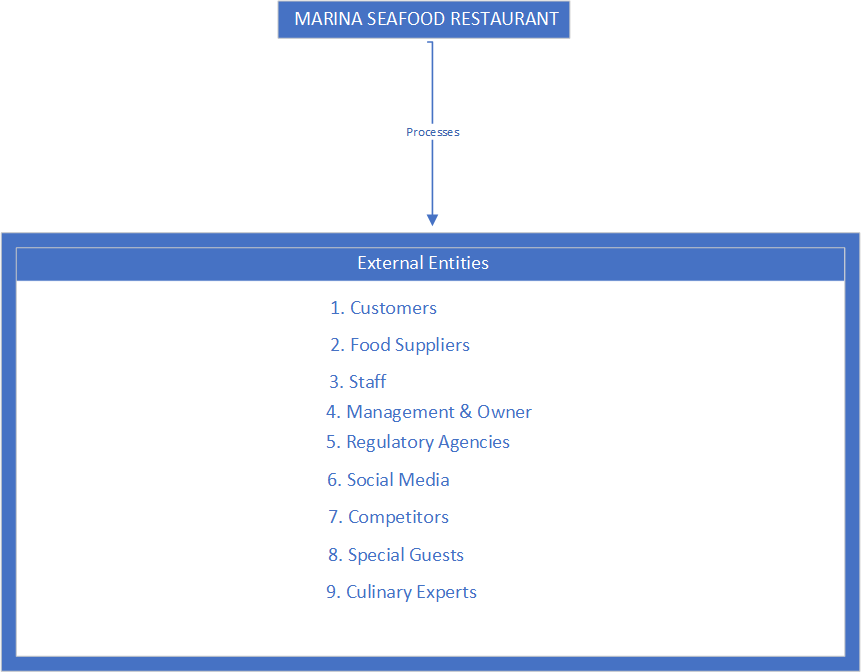 MARINA SEAFOOD RESTAURANT
Processes
External Entities
1. Customers
2. Food Suppliers
3. Staff
4. Management & Owner
5. Regulatory Agencies
6. Social Media
7. Competitors
8. Special Guests
9. Culinary Experts